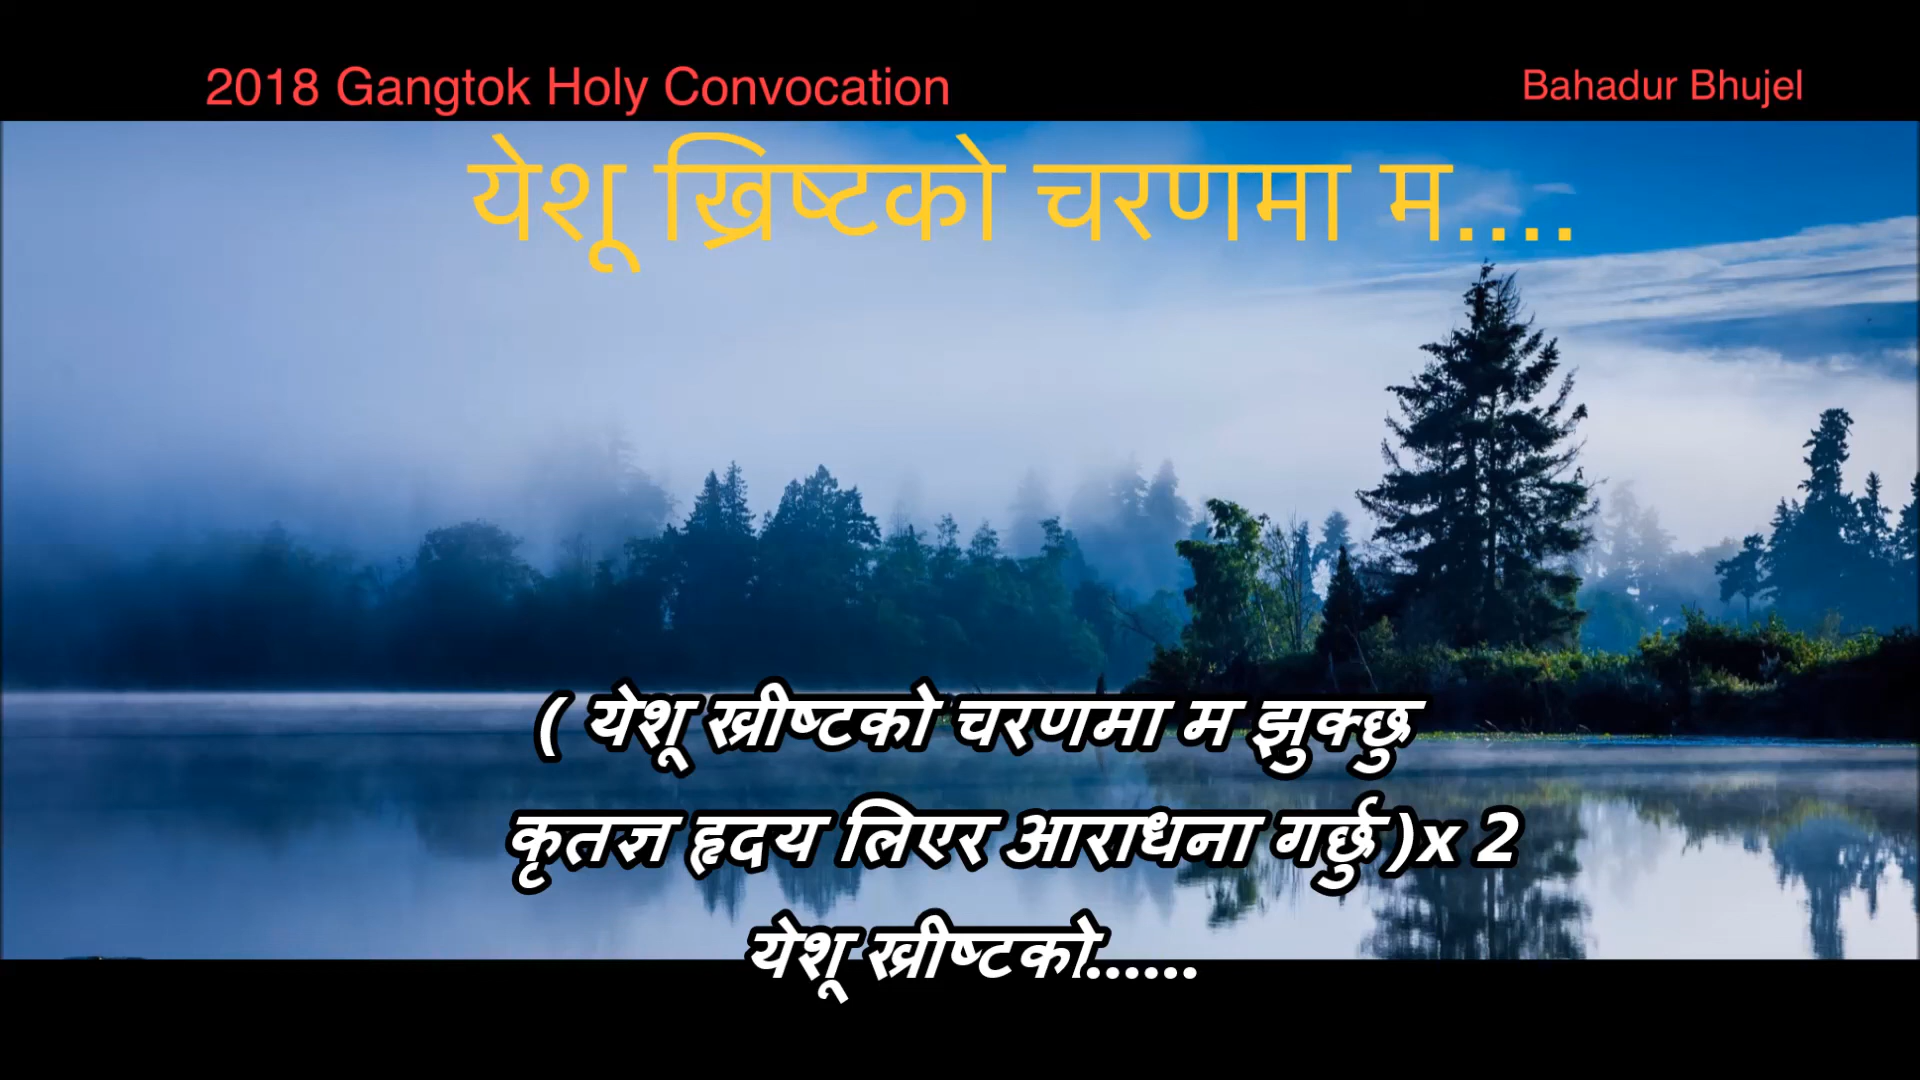 2018 Gangtok Holy Convocation Bahadur Bhujel
येशू ख्रिष्टको चरणमा म....
( येशू ख्रीष्टको चरणमा म झुक्छु
कृतज्ञ हृदय लिएर आराधना गर्छु )x 2
येशू ख्रीष्टको......